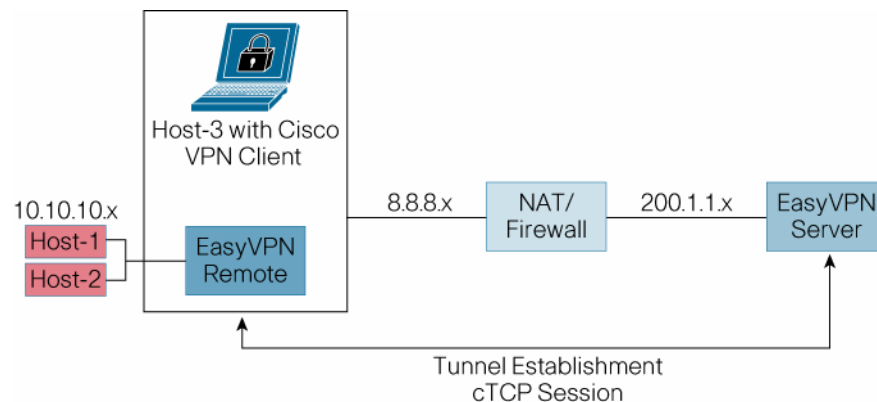 Host-3 with Cisco
VPN Client
10.10.10.x
Host-1
Host-2
EasyVPN
Remote
8.8.8.x
NAT/
Firewall
200.1.1.x
EasyVPN
Server
Tunnel Establishment
cTCP Session